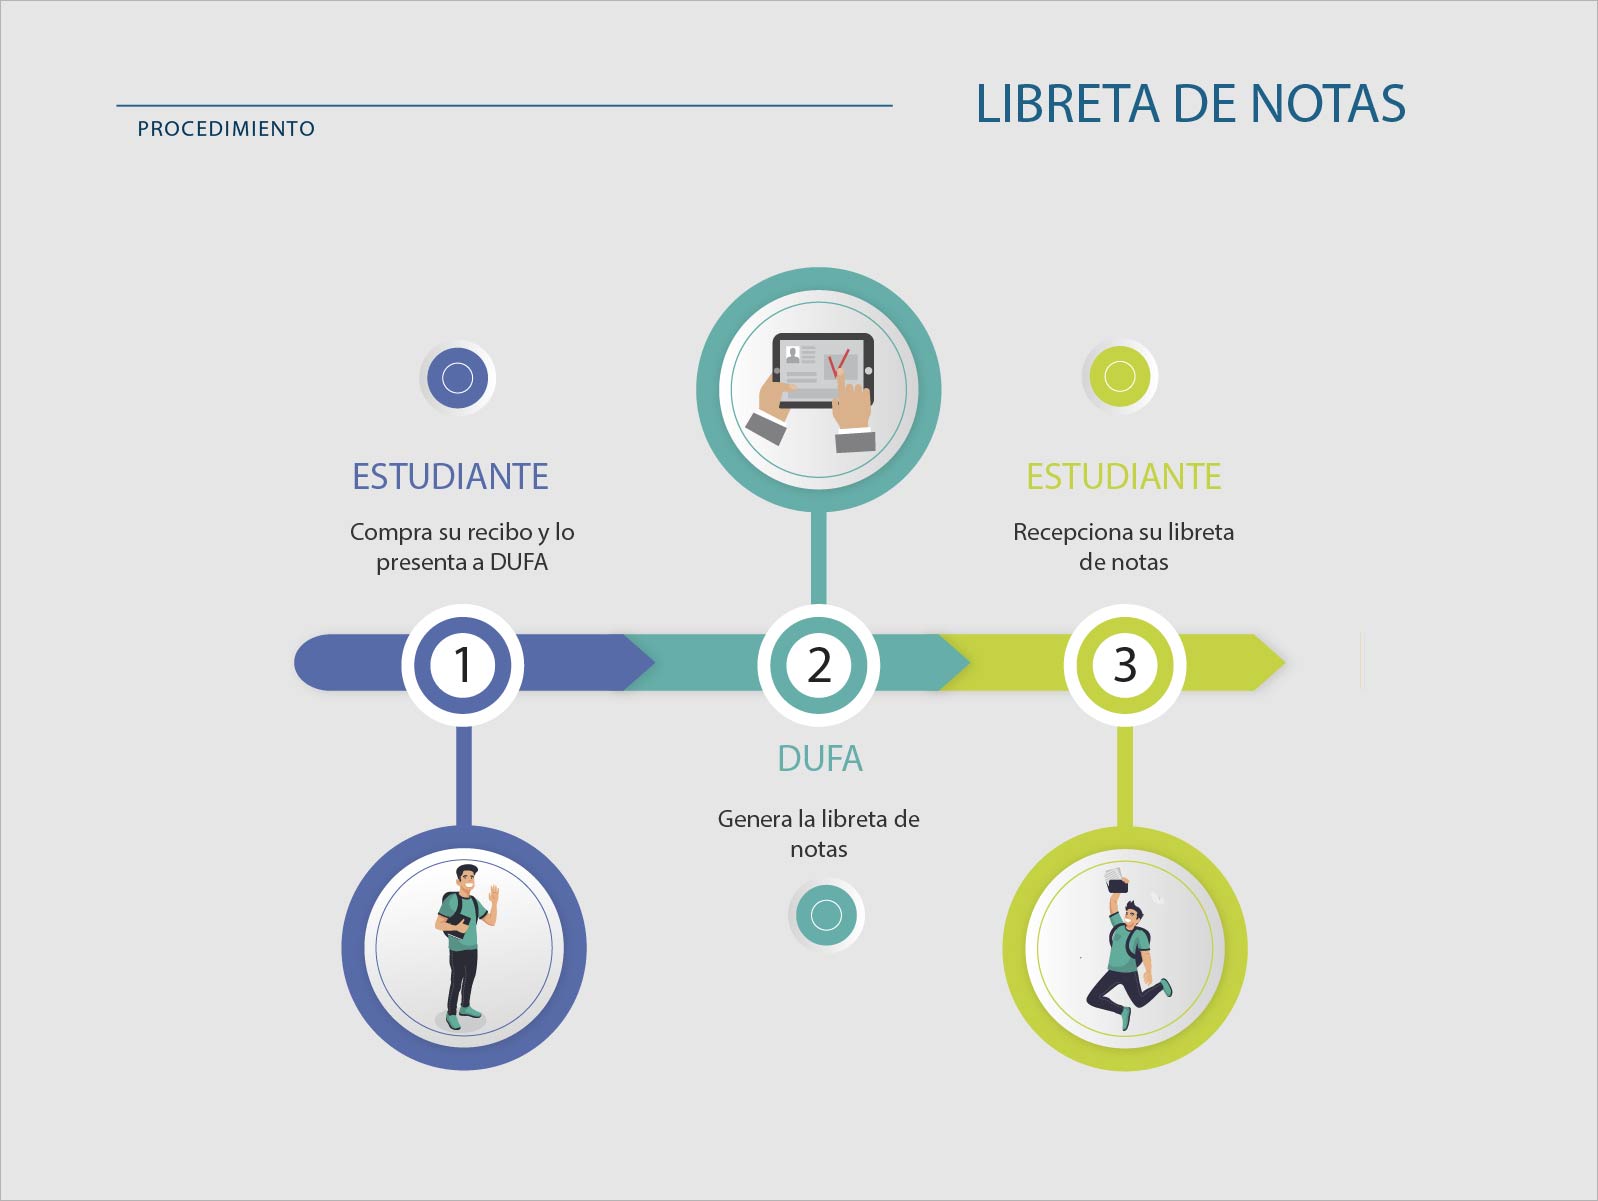 LIBRETA DE NOTAS
PROCEDIMIENTO
ESTUDIANTE
Compra su recibo y lo
presenta a DUFA
1
2
DUFA
Genera la libreta de
notas
ESTUDIANTE
Recepciona su libreta
de notas
3